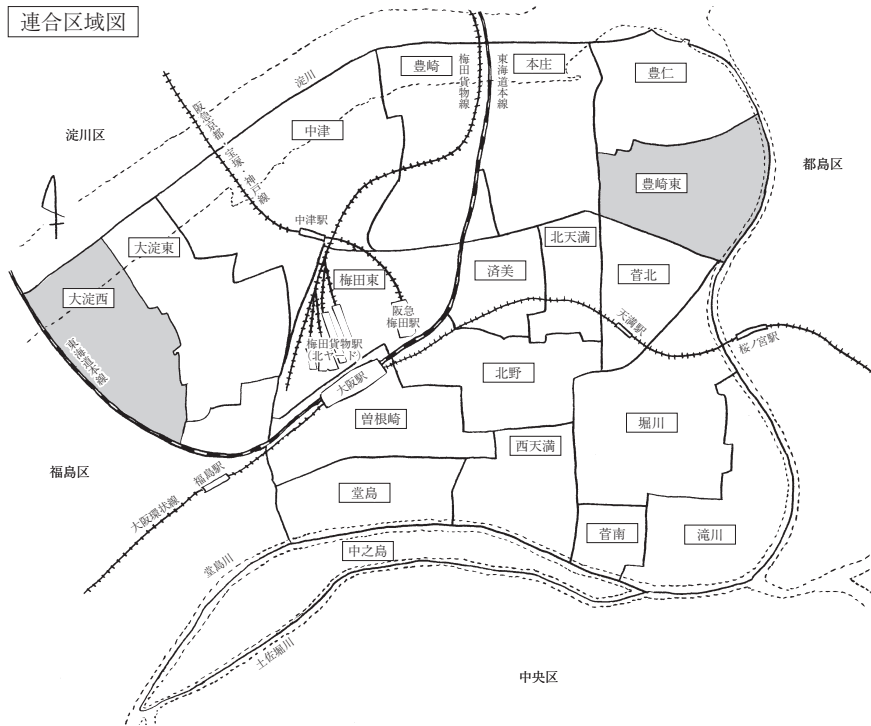 連合区域図
豊崎
梅田貨物線
東海道本線
本庄
豊仁
淀川
阪急京都・宝塚・神戸線
中津
淀川区
豊崎東
都島区
中津駅
大淀東
北天満
済美
菅北
梅田東
大淀西
阪急
梅田駅
天満駅
桜ノ宮駅
梅田貨物駅
(北ヤード)
東海道本線
大阪駅
北野
曽根崎
堀川
西天満
福島区
福島駅
堂島
大阪環状線
菅南
滝川
中之島
堂島川
土佐堀川
中央区